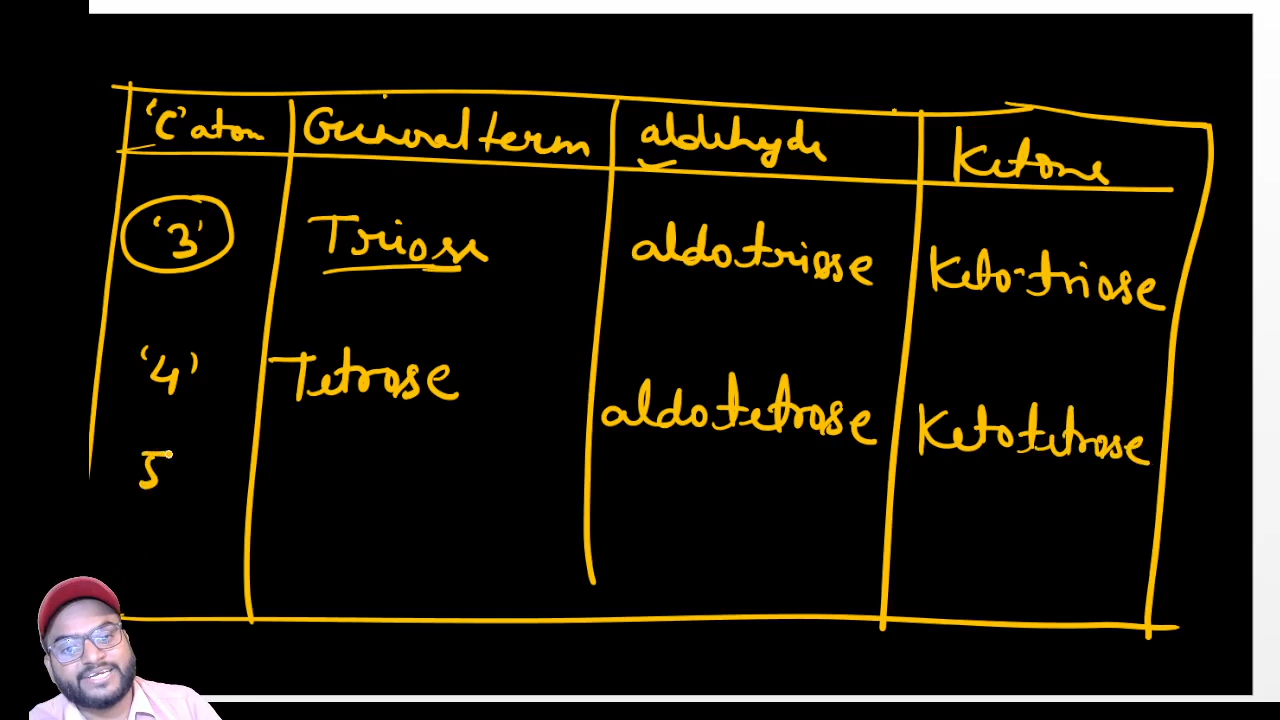 'C' atom General term aldehyde Ketone
'3' Triose aldotriose Keto-triose
'4' Tetrose aldotetrose Ketotetrose
5